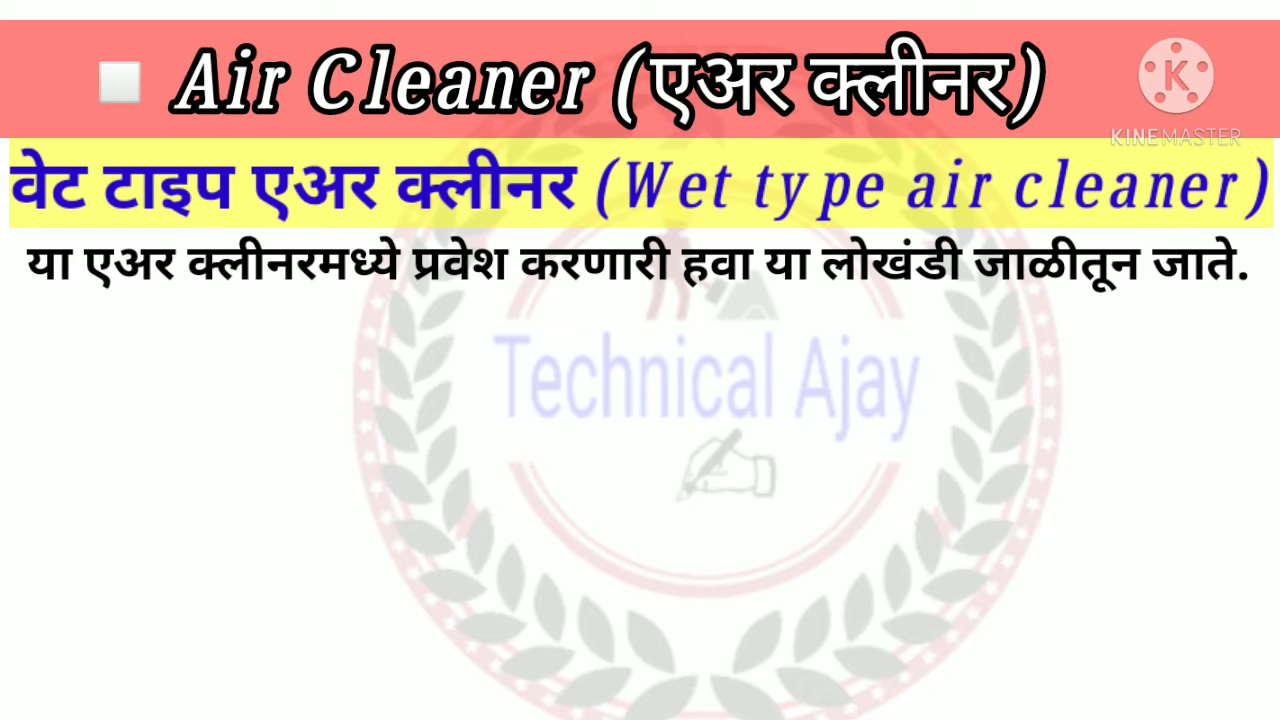 Air Cleaner (एअर क्लीनर)
KINEMASTER
वेट टाइप एअर क्लीनर (Wet type air cleaner)
या एअर क्लीनरमध्ये प्रवेश करणारी हवा या लोखंडी जाळीतून जाते.
Technical Ajay